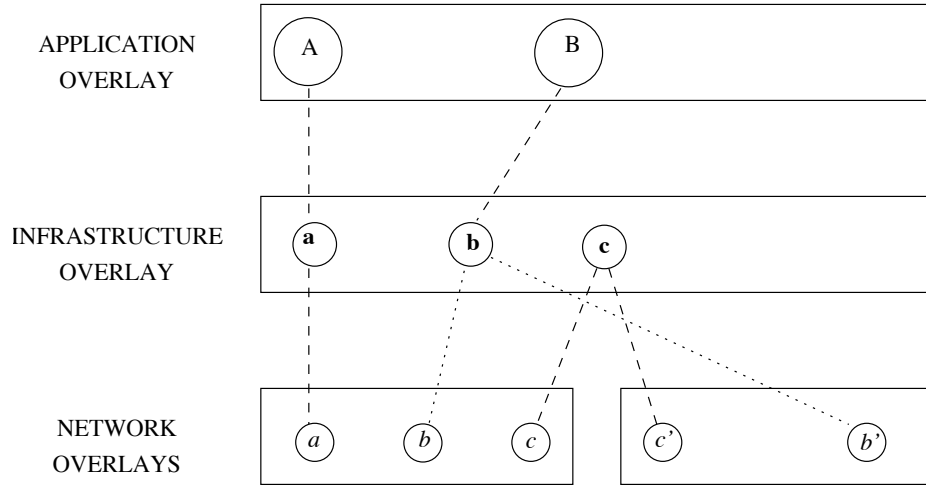 APPLICATION
OVERLAY
A
B
INFRASTRUCTURE
OVERLAY
a
b
c
NETWORK
OVERLAYS
a
b
c
c'
b'